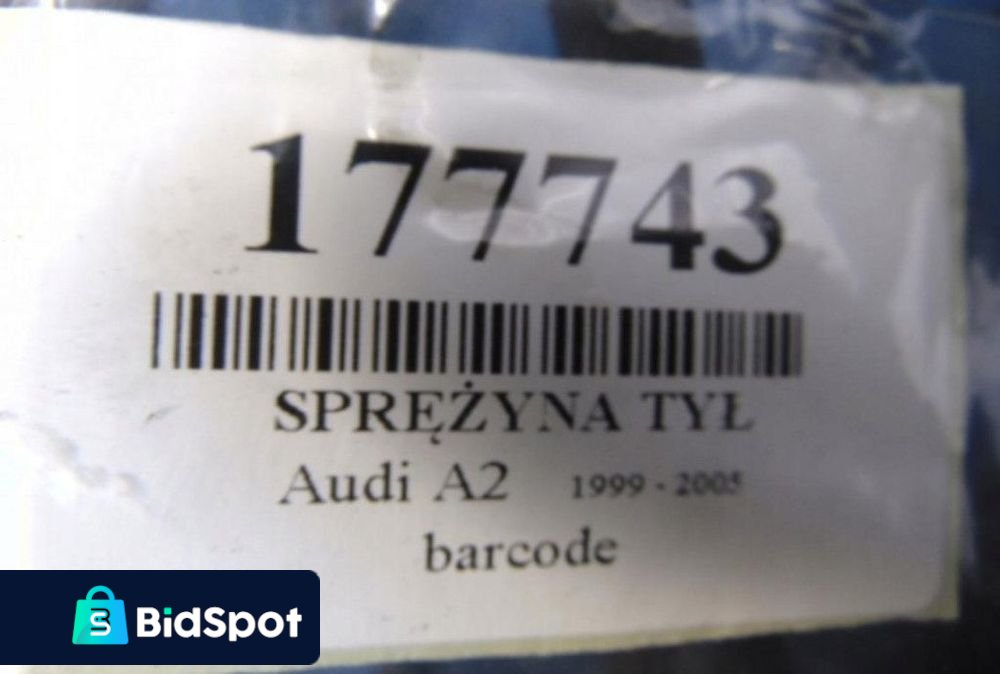 177743
SPRĘŻYNA TYŁ
Audi A2 1999 - 2005
barcode
BidSpot